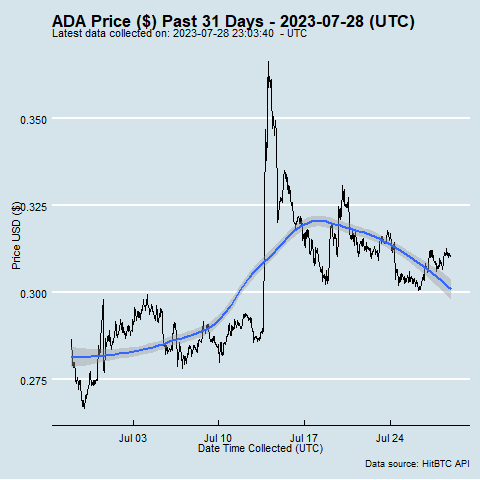 ADA Price ($) Past 31 Days - 2023-07-28 (UTC)
Latest data collected on: 2023-07-28 23:03:40 - UTC
Price USD ($)
0.350
0.325
0.300
0.275
Jul 03 Jul 10 Jul 17 Jul 24
Date Time Collected (UTC)
Data source: HitBTC API